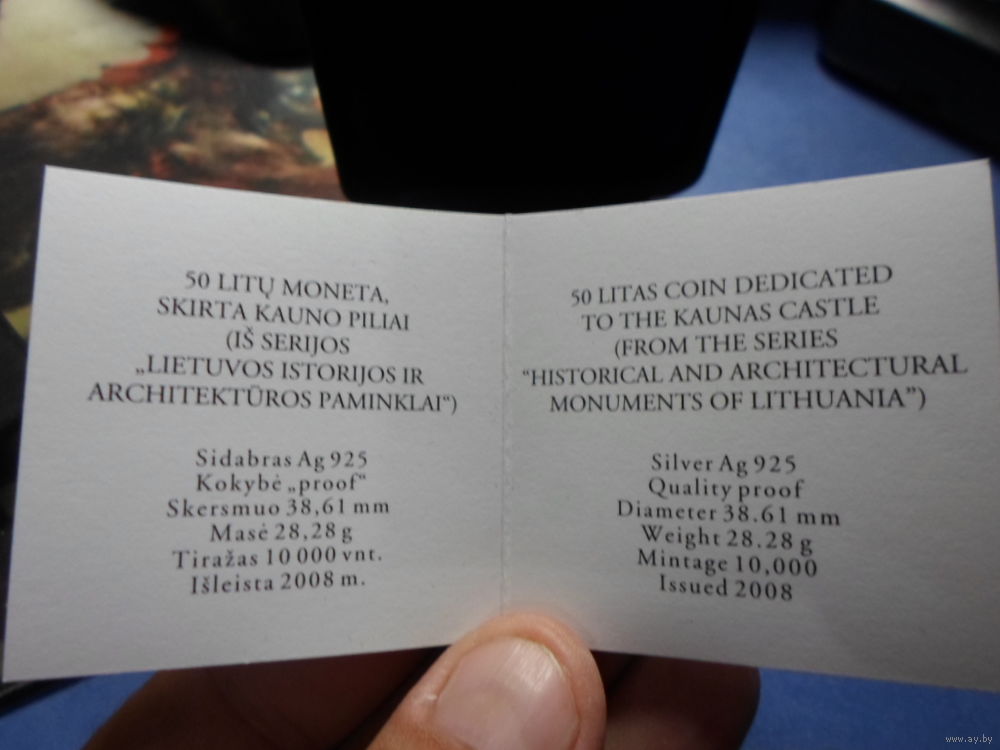 50 LITŲ MONETA,
SKIRTA KAUNO PILIAI
(IŠ SERIJOS
„LIETUVOS ISTORIJOS IR
ARCHITEKTŪROS PAMINKLAI“)
Sidabras Ag 925
Kokybė „proof“
Skersmuo 38,61 mm
Masė 28,28 g
Tiražas 10 000 vnt.
Išleista 2008 m.
50 LITAS COIN DEDICATED
TO THE KAUNAS CASTLE
(FROM THE SERIES
“HISTORICAL AND ARCHITECTURAL
MONUMENTS OF LITHUANIA”)
Silver Ag 925
Quality proof
Diameter 38.61 mm
Weight 28.28 g
Mintage 10,000
Issued 2008
www.ay.by